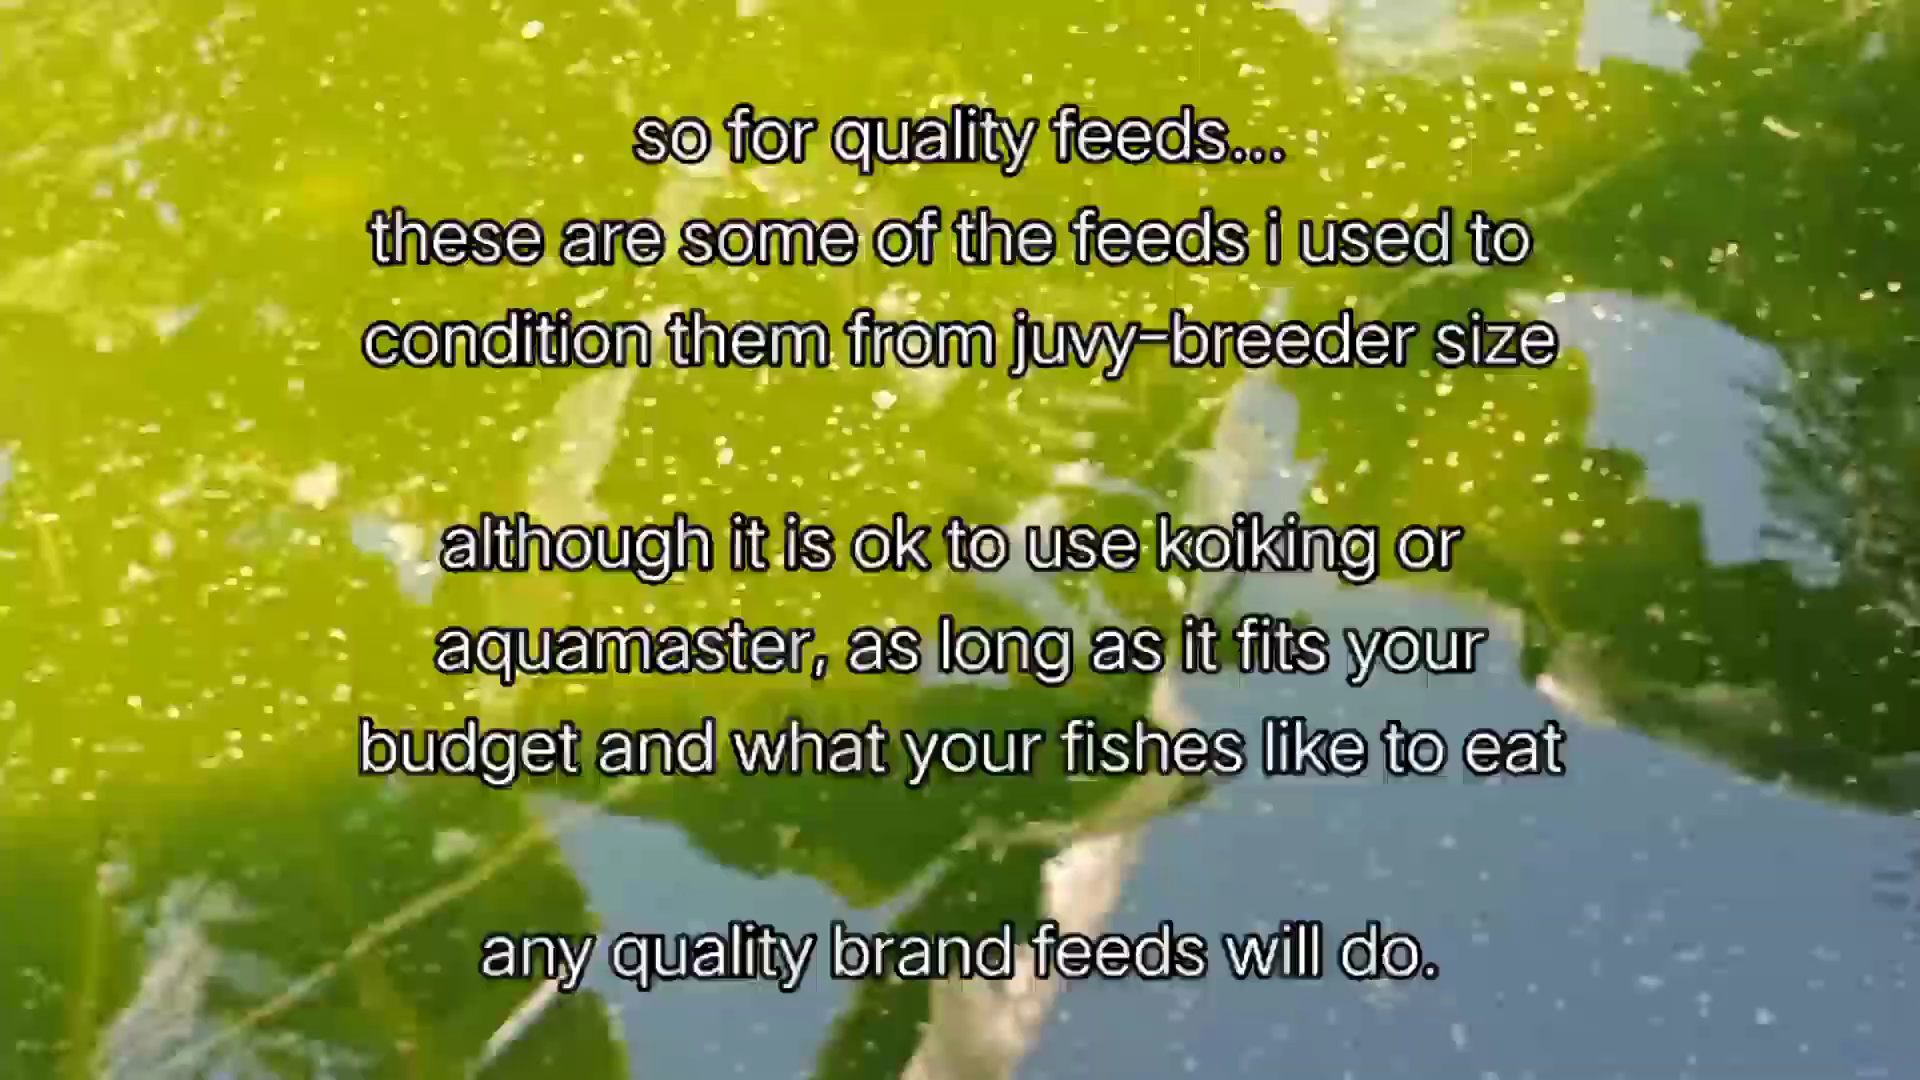 so for quality feeds...
these are some of the feeds i used to
condition them from juvy-breeder size
although it is ok to use koiking or
aquamaster, as long as it fits your
budget and what your fishes like to eat
any quality brand feeds will do.